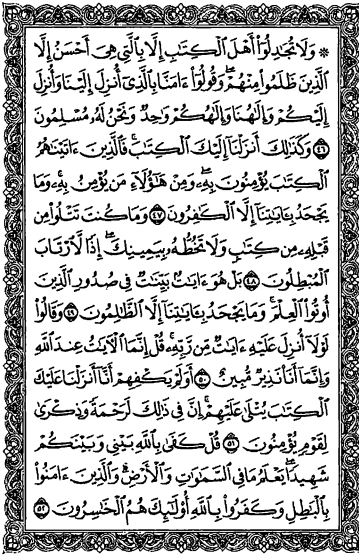 ۞ وَلَا تُجَٰدِلُوٓا۟ أَهْلَ ٱلْكِتَٰبِ إِلَّا بِٱلَّتِى هِىَ أَحْسَنُ إِلَّا
ٱلَّذِينَ ظَلَمُوا۟ مِنْهُمْ ۖ وَقُولُوٓا۟ ءَامَنَّا بِٱلَّذِىٓ أُنزِلَ إِلَيْنَا وَأُنزِلَ
إِلَيْكُمْ وَإِلَٰهُنَا وَإِلَٰهُكُمْ وَٰحِدٌ وَنَحْنُ لَهُۥ مُسْلِمُونَ
٤٦ وَكَذَٰلِكَ أَنزَلْنَآ إِلَيْكَ ٱلْكِتَٰبَ ۚ فَٱلَّذِينَ ءَاتَيْنَٰهُمُ
ٱلْكِتَٰبَ يُؤْمِنُونَ بِهِۦ ۖ وَمِنْ هَٰٓؤُلَآءِ مَن يُؤْمِنُ بِهِۦ ۚ وَمَا
يَجْحَدُ بِـَٔايَٰتِنَآ إِلَّا ٱلْكَٰفِرُونَ ٤٧ وَمَا كُنتَ تَتْلُوا۟ مِن
قَبْلِهِۦ مِن كِتَٰبٍ وَلَا تَخُطُّهُۥ بِيَمِينِكَ ۖ إِذًا لَّٱرْتَابَ
ٱلْمُبْطِلُونَ ٤٨ بَلْ هُوَ ءَايَٰتٌۢ بَيِّنَٰتٌ فِى صُدُورِ ٱلَّذِينَ
أُوتُوا۟ ٱلْعِلْمَ ۚ وَمَا يَجْحَدُ بِـَٔايَٰتِنَآ إِلَّا ٱلظَّٰلِمُونَ ٤٩ وَقَالُوا۟
لَوْلَآ أُنزِلَ عَلَيْهِ ءَايَٰتٌ مِّن رَّبِّهِۦ ۖ قُلْ إِنَّمَا ٱلْـَٔايَٰتُ عِندَ ٱللَّهِ
وَإِنَّمَآ أَنَا۠ نَذِيرٌ مُّبِينٌ ٥٠ أَوَلَمْ يَكْفِهِمْ أَنَّآ أَنزَلْنَا عَلَيْكَ
ٱلْكِتَٰبَ يُتْلَىٰ عَلَيْهِمْ ۚ إِنَّ فِى ذَٰلِكَ لَرَحْمَةً وَذِكْرَىٰ
لِقَوْمٍ يُؤْمِنُونَ ٥١ قُلْ كَفَىٰ بِٱللَّهِ بَيْنِى وَبَيْنَكُمْ
شَهِيدًا ۖ يَعْلَمُ مَا فِى ٱلسَّمَٰوَٰتِ وَٱلْأَرْضِ ۗ وَٱلَّذِينَ ءَامَنُوا۟
بِٱلْبَٰطِلِ وَكَفَرُوا۟ بِٱللَّهِ أُو۟لَٰٓئِكَ هُمُ ٱلْخَٰسِرُونَ ٥٢